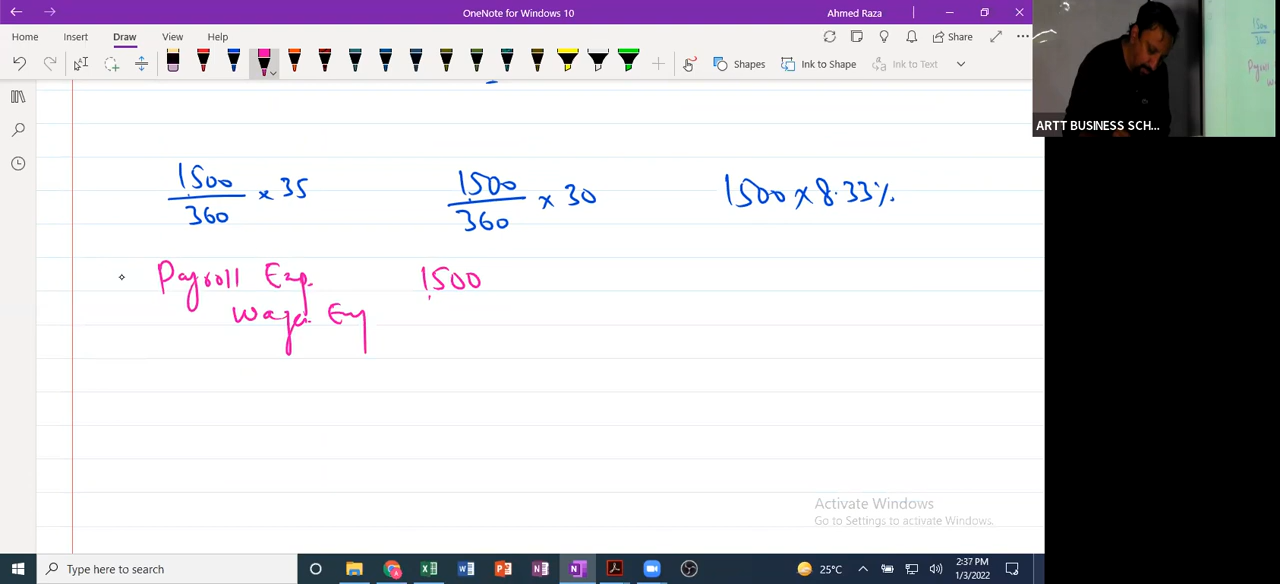 OneNote for Windows 10
Ahmed Raza
Home Insert Draw View Help
Share
Shapes Ink to Shape Ink to Text
1500/360 × 35
1500/360 × 30
1500 × 8.33%
Payroll Exp. 1500
Wages Exp
ARTT BUSINESS SCH...
Activate Windows
Go to Settings to activate Windows.
Type here to search
25°C
2:37 PM
1/3/2022